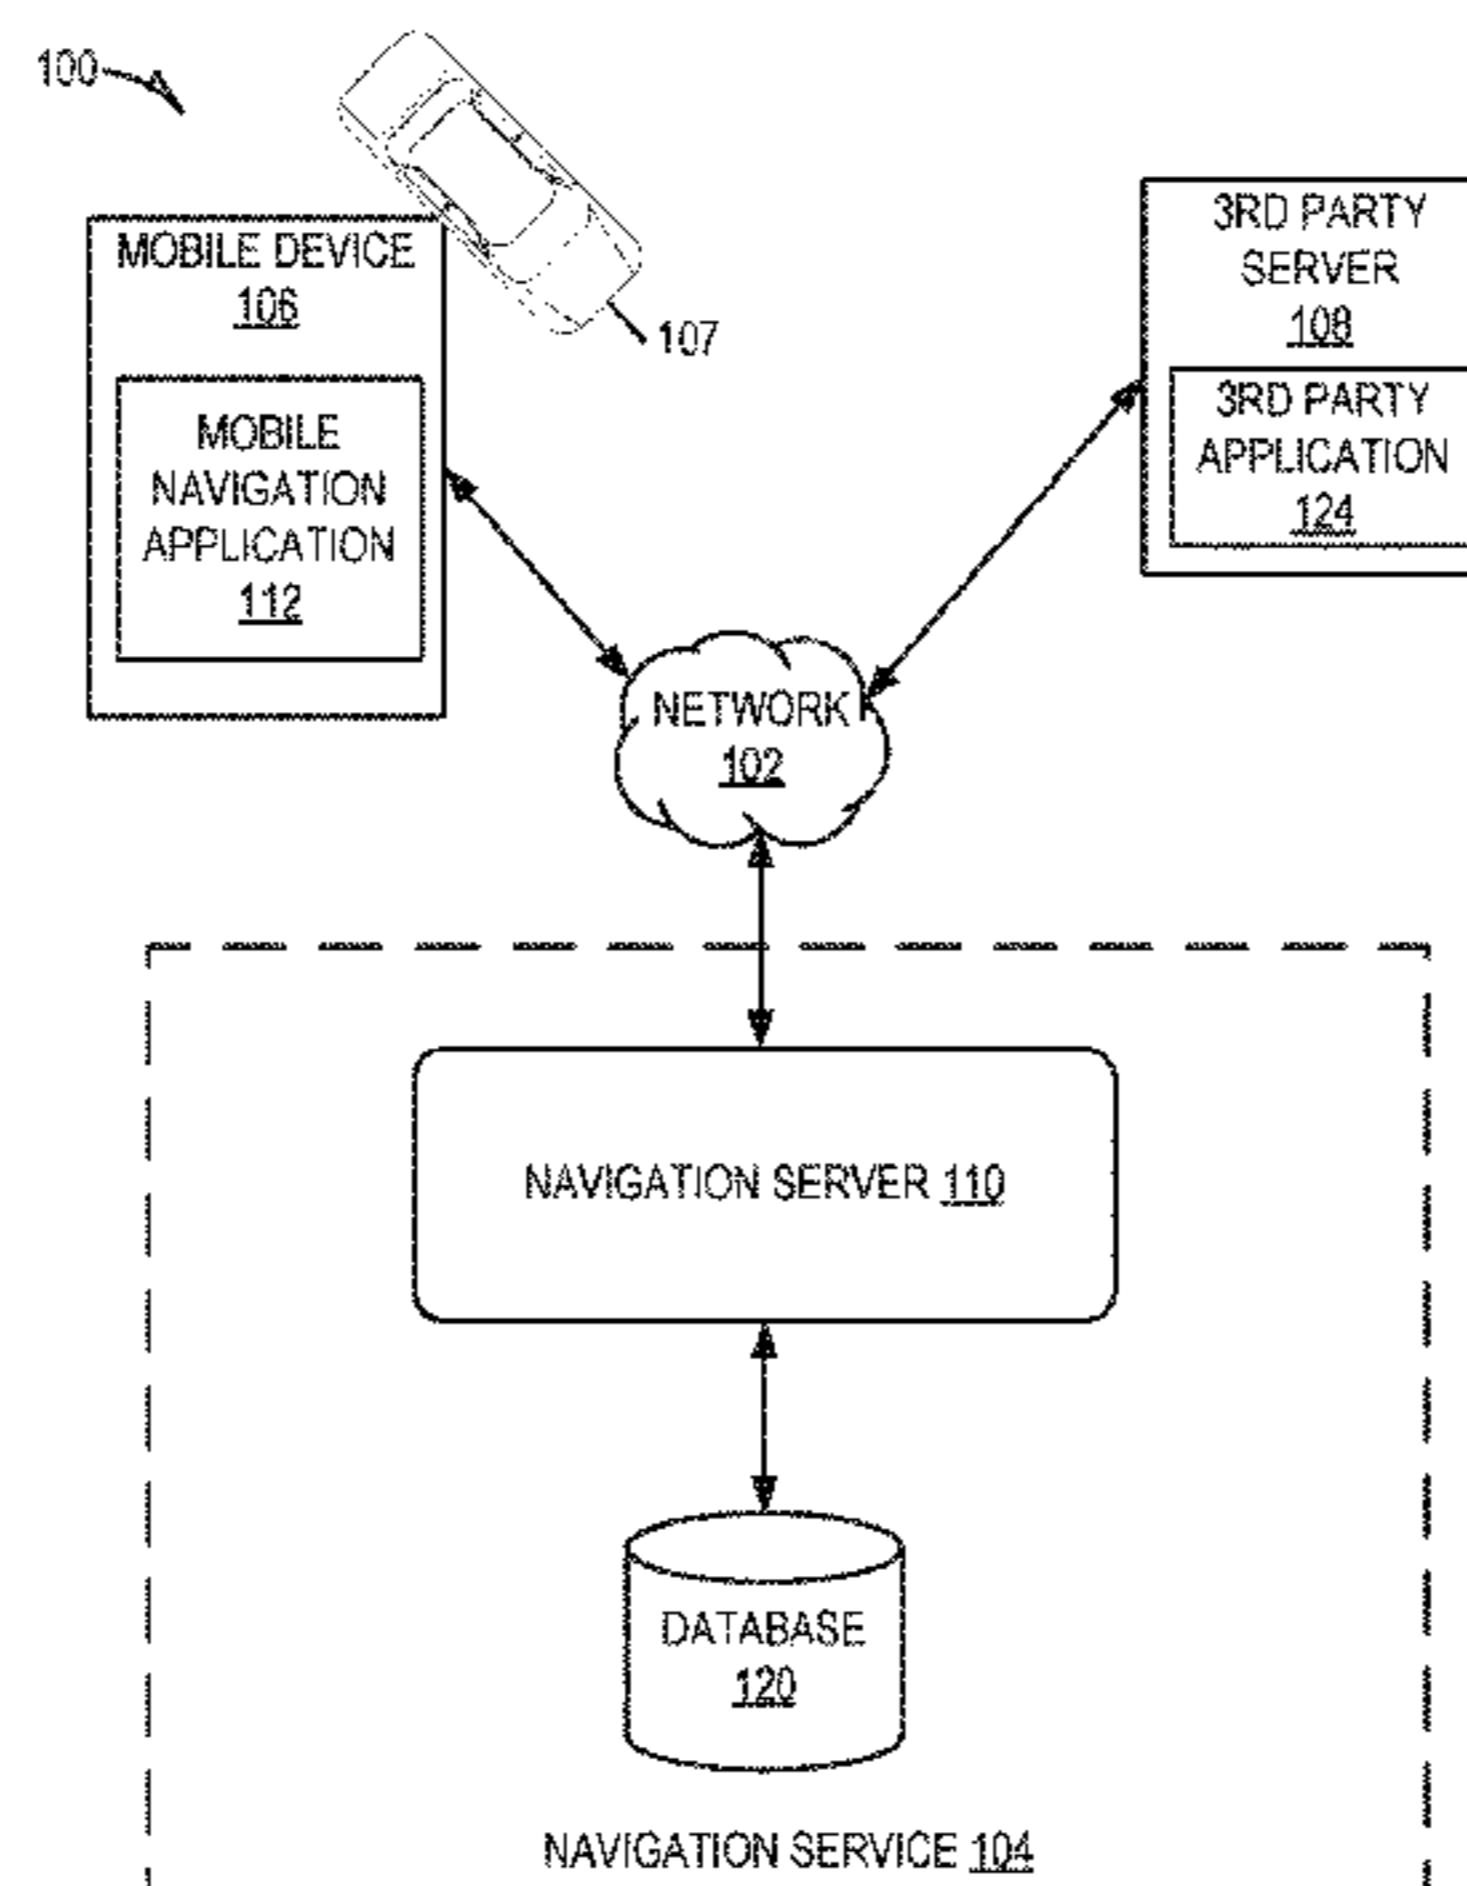 100
MOBILE DEVICE
106
107
MOBILE
NAVIGATION
APPLICATION
112
3RD PARTY
SERVER
108
3RD PARTY
APPLICATION
124
NETWORK
102
NAVIGATION SERVER 110
DATABASE
120
NAVIGATION SERVICE 104